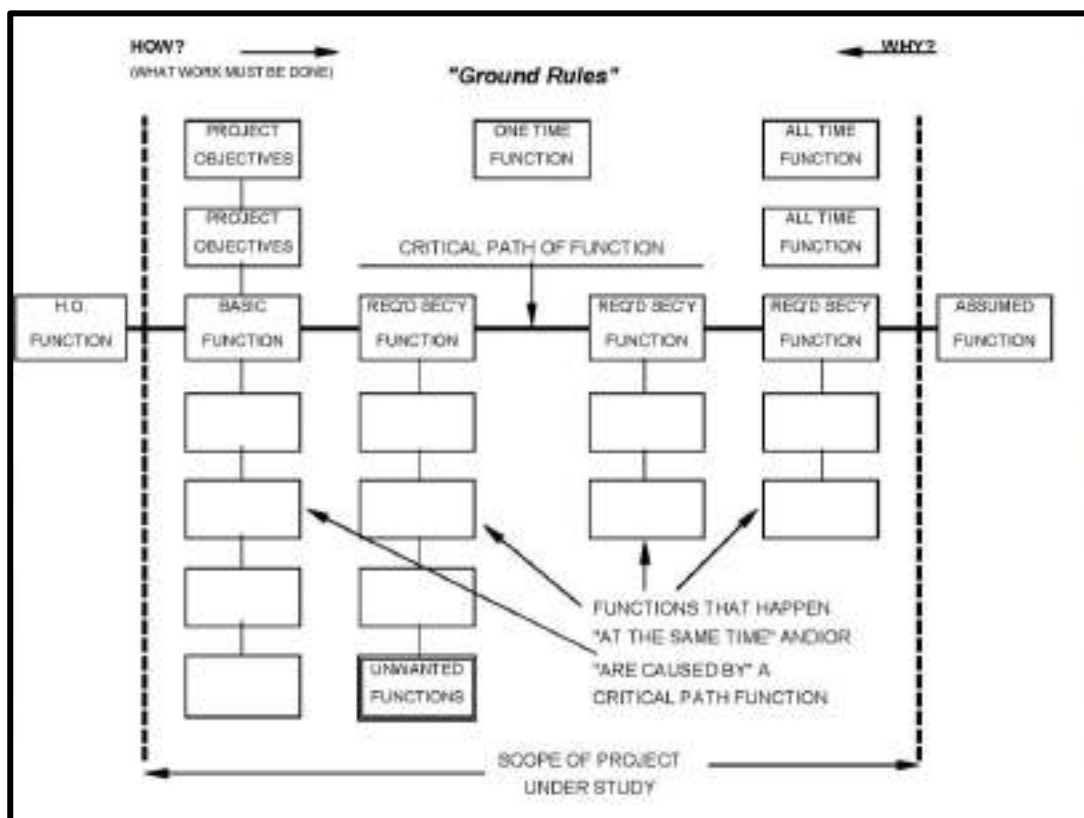 HOW?
WHY?
(WHAT WORK MUST BE DONE)
"Ground Rules"
PROJECT
OBJECTIVES
ONE TIME
FUNCTION
ALL TIME
FUNCTION
PROJECT
OBJECTIVES
ALL TIME
FUNCTION
CRITICAL PATH OF FUNCTION
H.O.
FUNCTION
BASIC
FUNCTION
REQ'D SEC'Y
FUNCTION
REQ'D SEC'Y
FUNCTION
REQ'D SEC'Y
FUNCTION
ASSUMED
FUNCTION
FUNCTIONS THAT HAPPEN
"AT THE SAME TIME" AND/OR
"ARE CAUSED BY" A
CRITICAL PATH FUNCTION
UNWANTED
FUNCTIONS
SCOPE OF PROJECT
UNDER STUDY